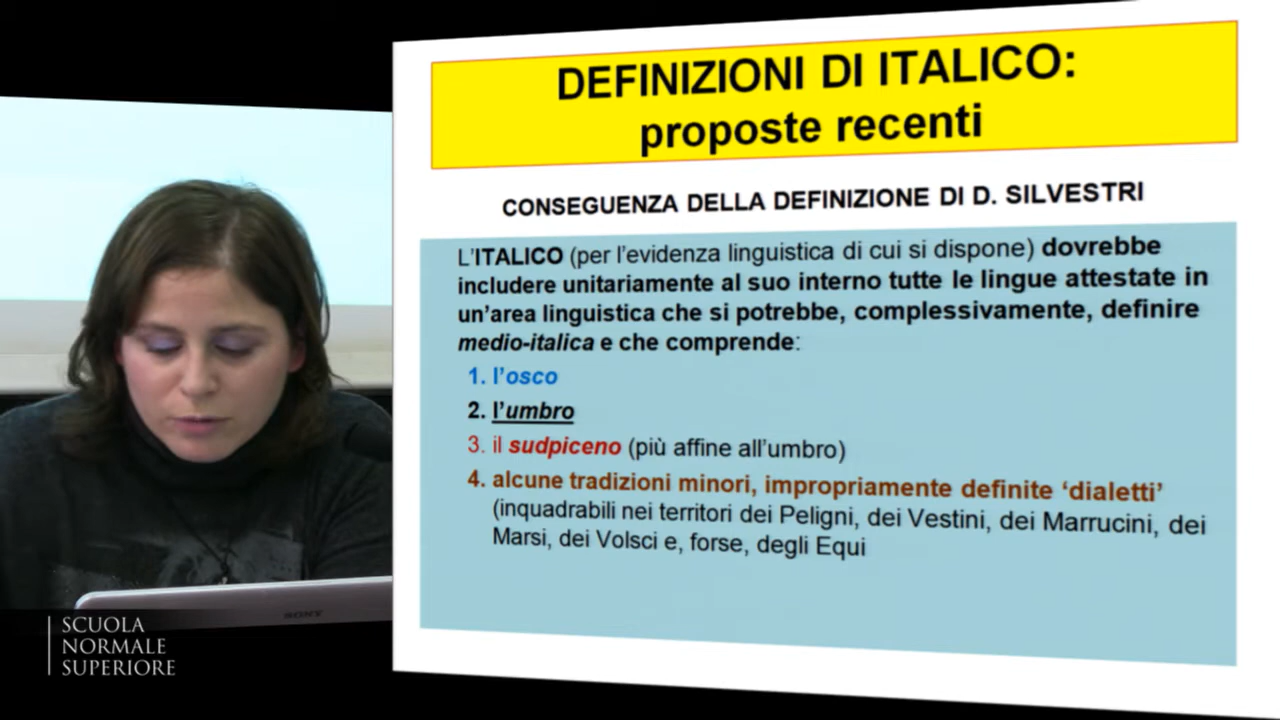 DEFINIZIONI DI ITALICO:
proposte recenti
CONSEGUENZA DELLA DEFINIZIONE DI D. SILVESTRI
L'ITALICO (per l'evidenza linguistica di cui si dispone) dovrebbe
includere unitariamente al suo interno tutte le lingue attestate in
un'area linguistica che si potrebbe, complessivamente, definire
medio-italica e che comprende:
1. l'osco
2. l'umbro
3. il sudpiceno (più affine all'umbro)
4. alcune tradizioni minori, impropriamente definite 'dialetti'
(inquadrabili nei territori dei Peligni, dei Vestini, dei Marrucini, dei
Marsi, dei Volsci e, forse, degli Equi
SONY
SCUOLA
NORMALE
SUPERIORE